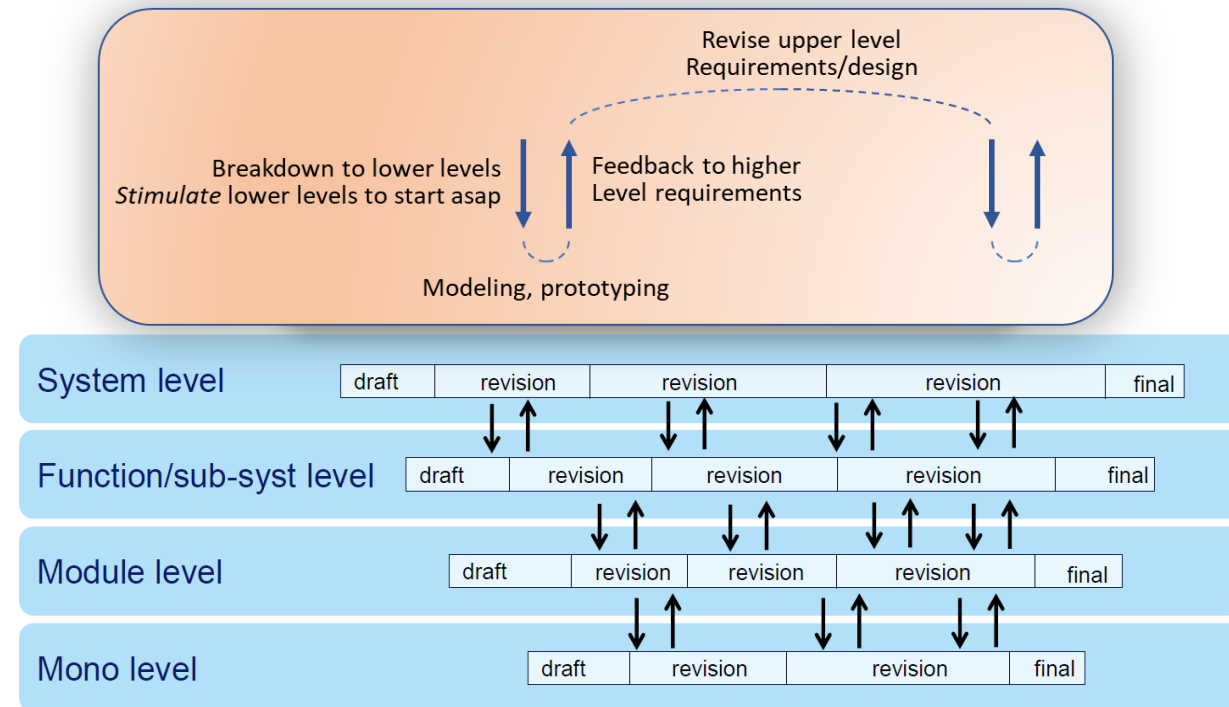 Revise upper level
Requirements/design
Breakdown to lower levels
Stimulate lower levels to start asap
Feedback to higher
Level requirements
Modeling, prototyping
System level
draft
revision
revision
revision
final
Function/sub-syst level
draft
revision
revision
revision
final
Module level
draft
revision
revision
revision
final
Mono level
draft
revision
revision
final